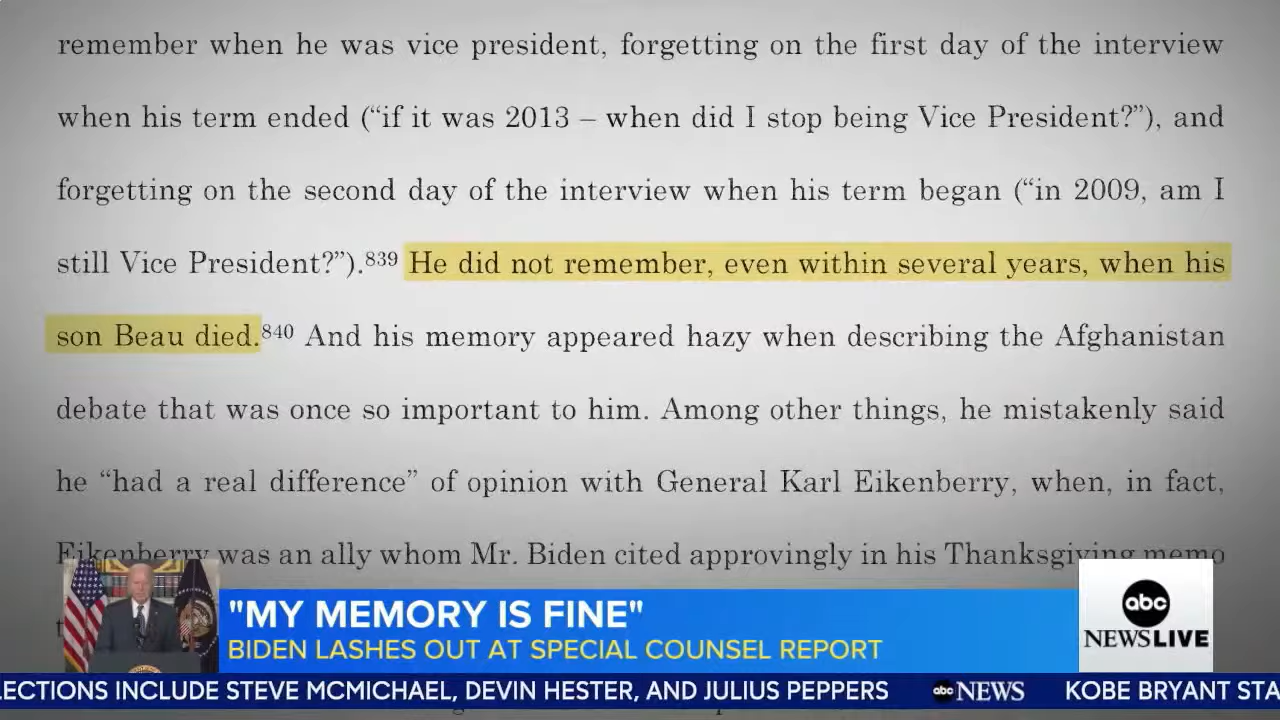 remember when he was vice president, forgetting on the first day of the interview
when his term ended (“if it was 2013 – when did I stop being Vice President?”), and
forgetting on the second day of the interview when his term began (“in 2009, am I
still Vice President?”).839 He did not remember, even within several years, when his
son Beau died.840 And his memory appeared hazy when describing the Afghanistan
debate that was once so important to him. Among other things, he mistakenly said
he “had a real difference” of opinion with General Karl Eikenberry, when, in fact,
Eikenberry was an ally whom Mr. Biden cited approvingly in his Thanksgiving memo
"MY MEMORY IS FINE"
BIDEN LASHES OUT AT SPECIAL COUNSEL REPORT
abc
NEWS LIVE
LECTIONS INCLUDE STEVE MCMICHAEL, DEVIN HESTER, AND JULIUS PEPPERS abc NEWS KOBE BRYANT STA